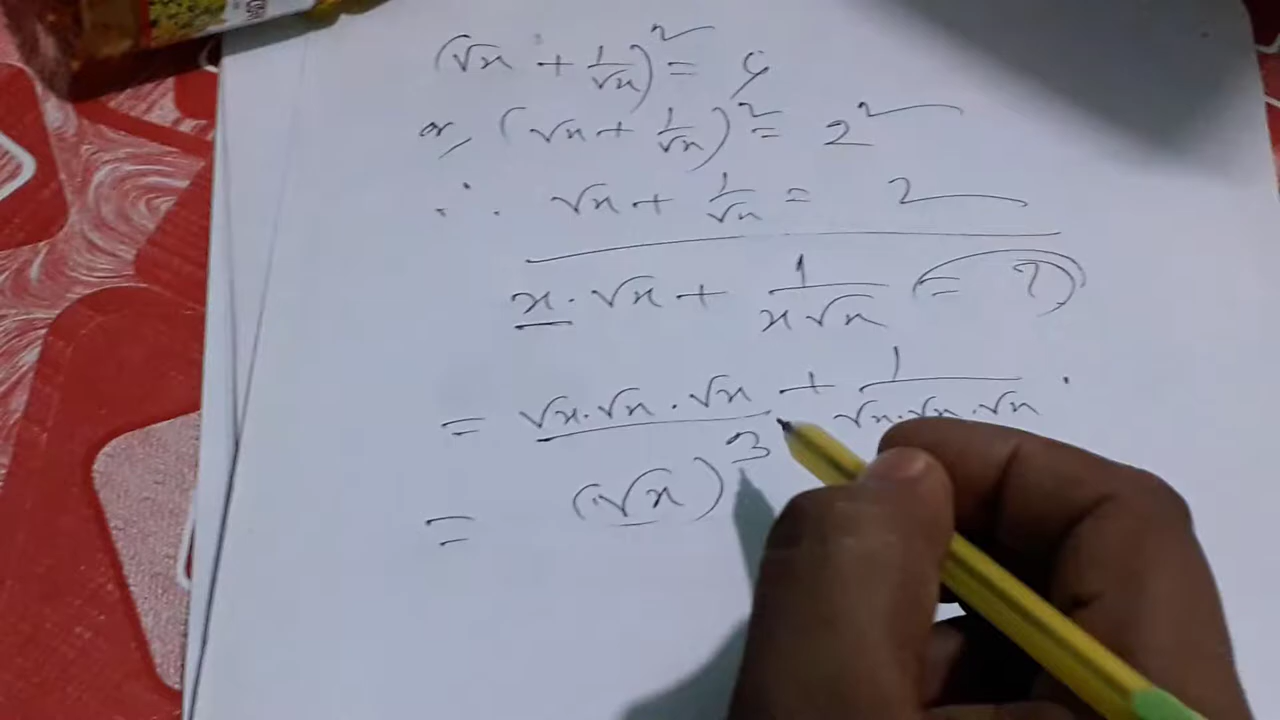 (√x + 1/√x)² = 4
or, (√x + 1/√x)² = 2²
∴ √x + 1/√x = 2
x · √x + 1/x√x = ?
= √x · √x · √x + 1/√x · √x · √x
= (√x)³